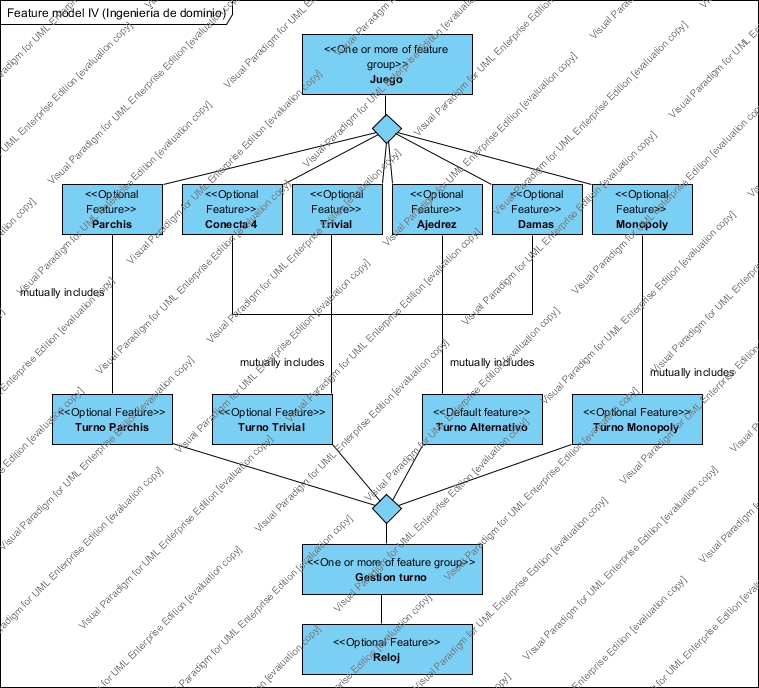 Feature model IV (Ingenieria de dominio)
<<One or more of feature
group>>
Juego
<<Optional
Feature>>
Parchis
<<Optional
Feature>>
Conecta 4
<<Optional
Feature>>
Trivial
<<Optional
Feature>>
Ajedrez
<<Optional
Feature>>
Damas
<<Optional
Feature>>
Monopoly
mutually includes
mutually includes
mutually includes
mutually includes
<<Optional Feature>>
Turno Parchis
<<Optional Feature>>
Turno Trivial
<<Default feature>>
Turno Alternativo
<<Optional Feature>>
Turno Monopoly
<<One or more of feature group>>
Gestion turno
<<Optional Feature>>
Reloj
Visual Paradigm for UML Enterprise Edition [evaluation copy]